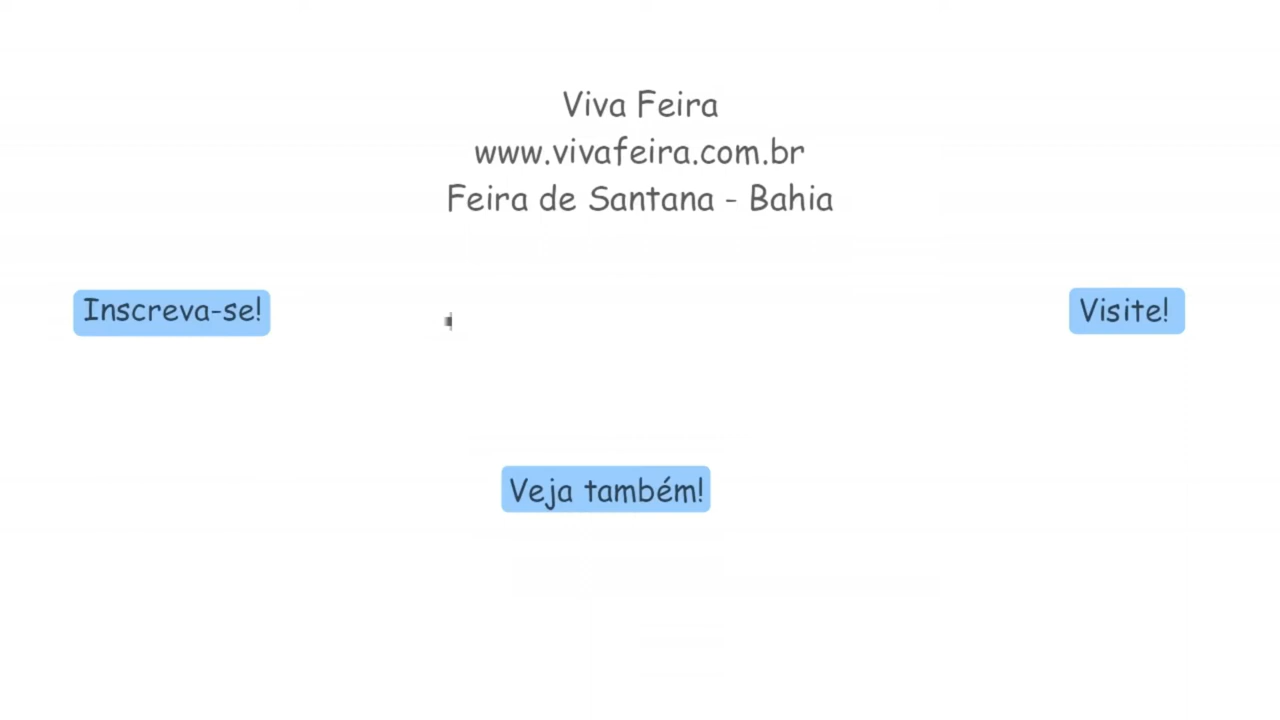 Viva Feira
www.vivafeira.com.br
Feira de Santana - Bahia
Inscreva-se!
Visite!
Veja também!